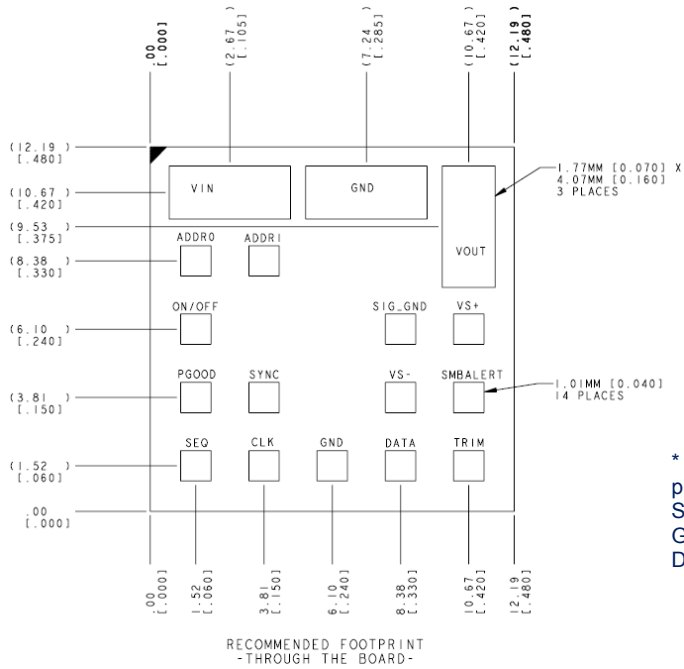 .00
[.000]
(2.67 )
[.105]
(7.24 )
[.285]
(10.67 )
[.420]
(12.19 )
[.480]
(12.19 )
[.480]
(10.67 )
[.420]
(9.53 )
[.375]
(8.38 )
[.330]
(6.10 )
[.240]
(3.81 )
[.150]
(1.52 )
[.060]
.00
[.000]
VIN
GND
VOUT
1.77MM [0.070] X
4.07MM [0.160]
3 PLACES
ADDR0 ADDR1
ON/OFF SIG_GND VS+
PGOOD SYNC VS- SMBALERT
1.01MM [0.040]
14 PLACES
SEQ CLK GND DATA TRIM
.00
[.000]
1.52
[.060]
3.81
[.150]
6.10
[.240]
8.38
[.330]
10.67
[.420]
12.19
[.480]
RECOMMENDED FOOTPRINT
-THROUGH THE BOARD-
*
p
S
G
D